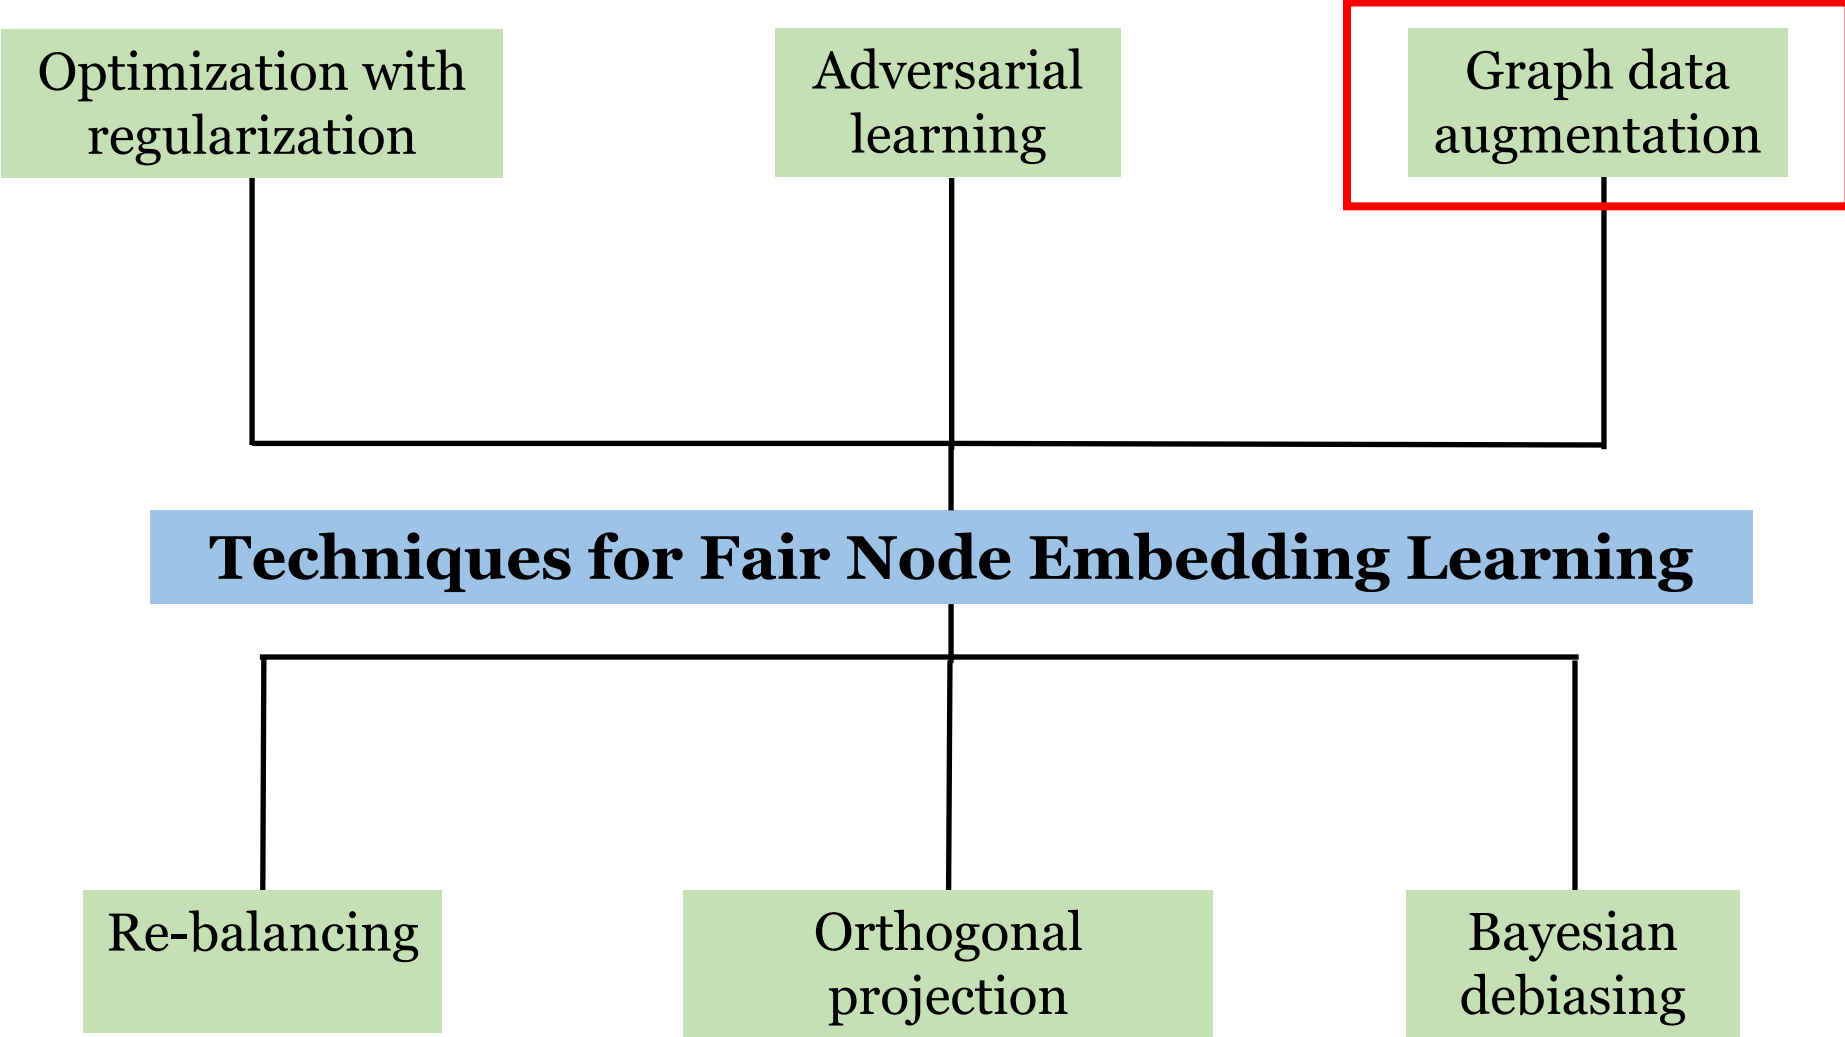 Optimization with
regularization
Adversarial
learning
Graph data
augmentation
Techniques for Fair Node Embedding Learning
Re-balancing
Orthogonal
projection
Bayesian
debiasing